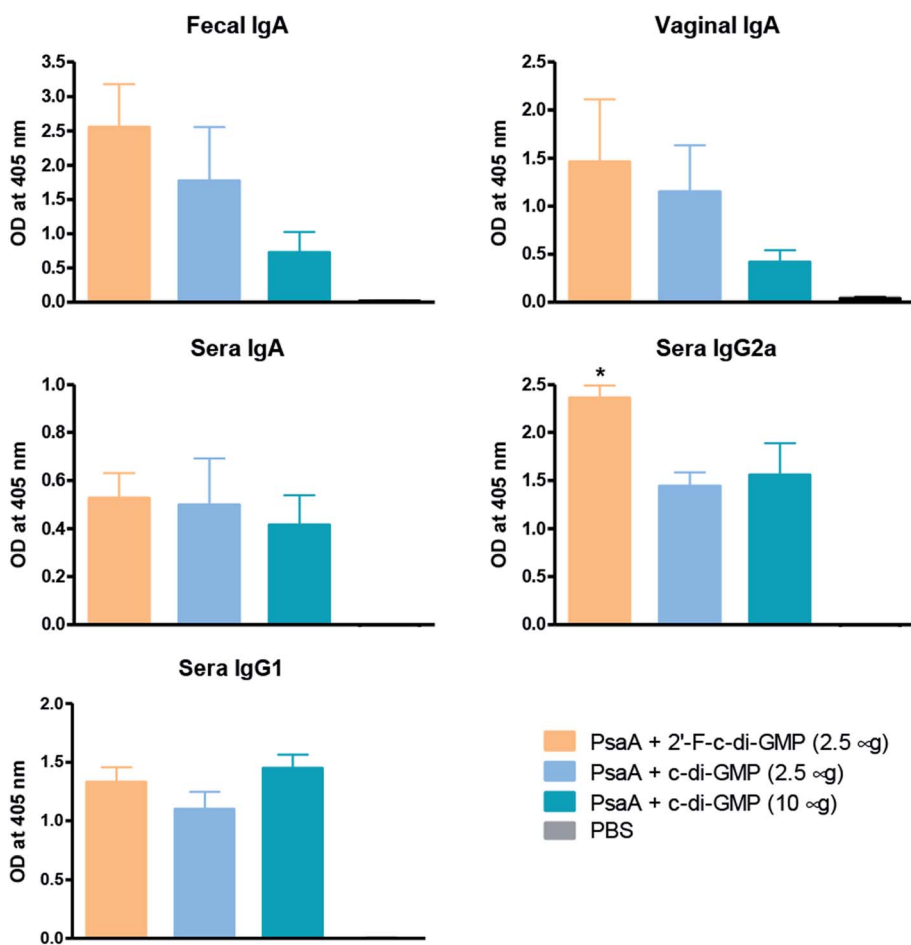 Fecal IgA
OD at 405 nm
3.5
3.0
2.5
2.0
1.5
1.0
0.5
0.0
Vaginal IgA
OD at 405 nm
2.5
2.0
1.5
1.0
0.5
0.0
Sera IgA
OD at 405 nm
1.0
0.8
0.6
0.4
0.2
0.0
Sera IgG2a
OD at 405 nm
2.5
2.0
1.5
1.0
0.5
0.0
*
Sera IgG1
OD at 405 nm
2.0
1.5
1.0
0.5
0.0
PsaA + 2'-F-c-di-GMP (2.5 ∝g)
PsaA + c-di-GMP (2.5 ∝g)
PsaA + c-di-GMP (10 ∝g)
PBS